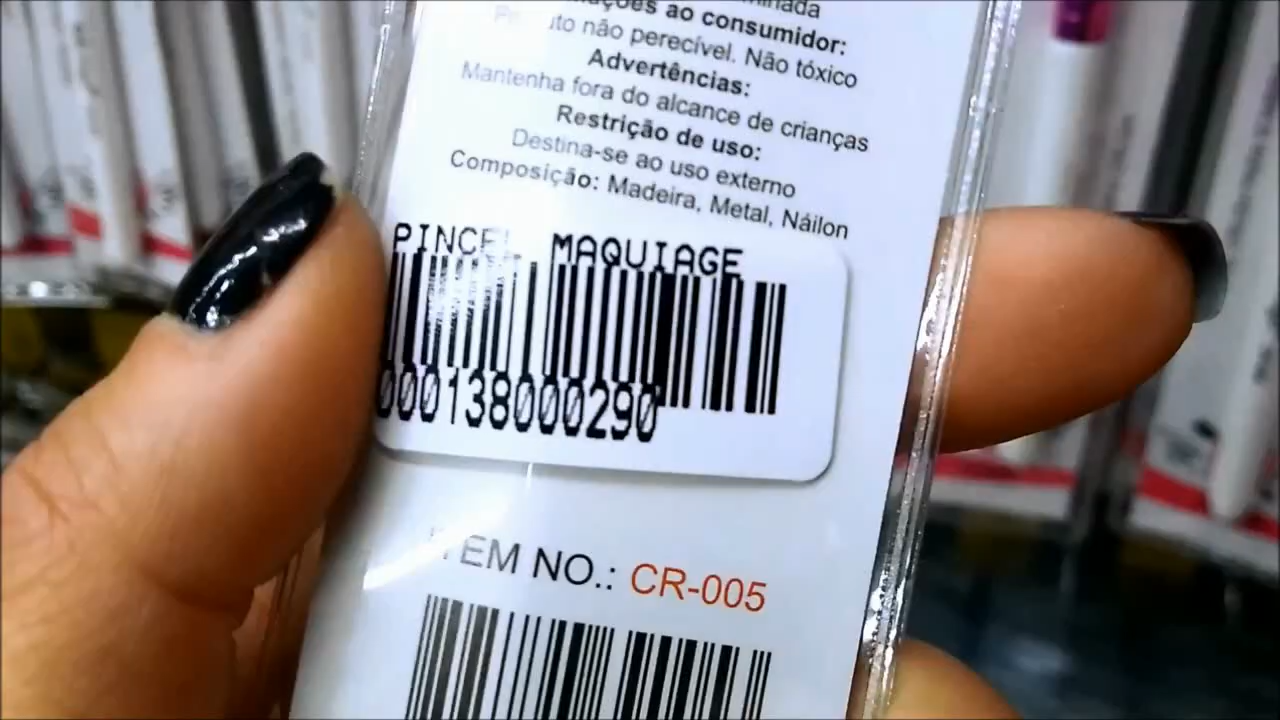 ao consumidor:
não perecível. Não tóxico
Advertências:
Mantenha fora do alcance de crianças
Restrição de uso:
Destina-se ao uso externo
Composição: Madeira, Metal, Náilon
PINCEL MAQUIAGE
000138000290
ITEM NO.: CR-005